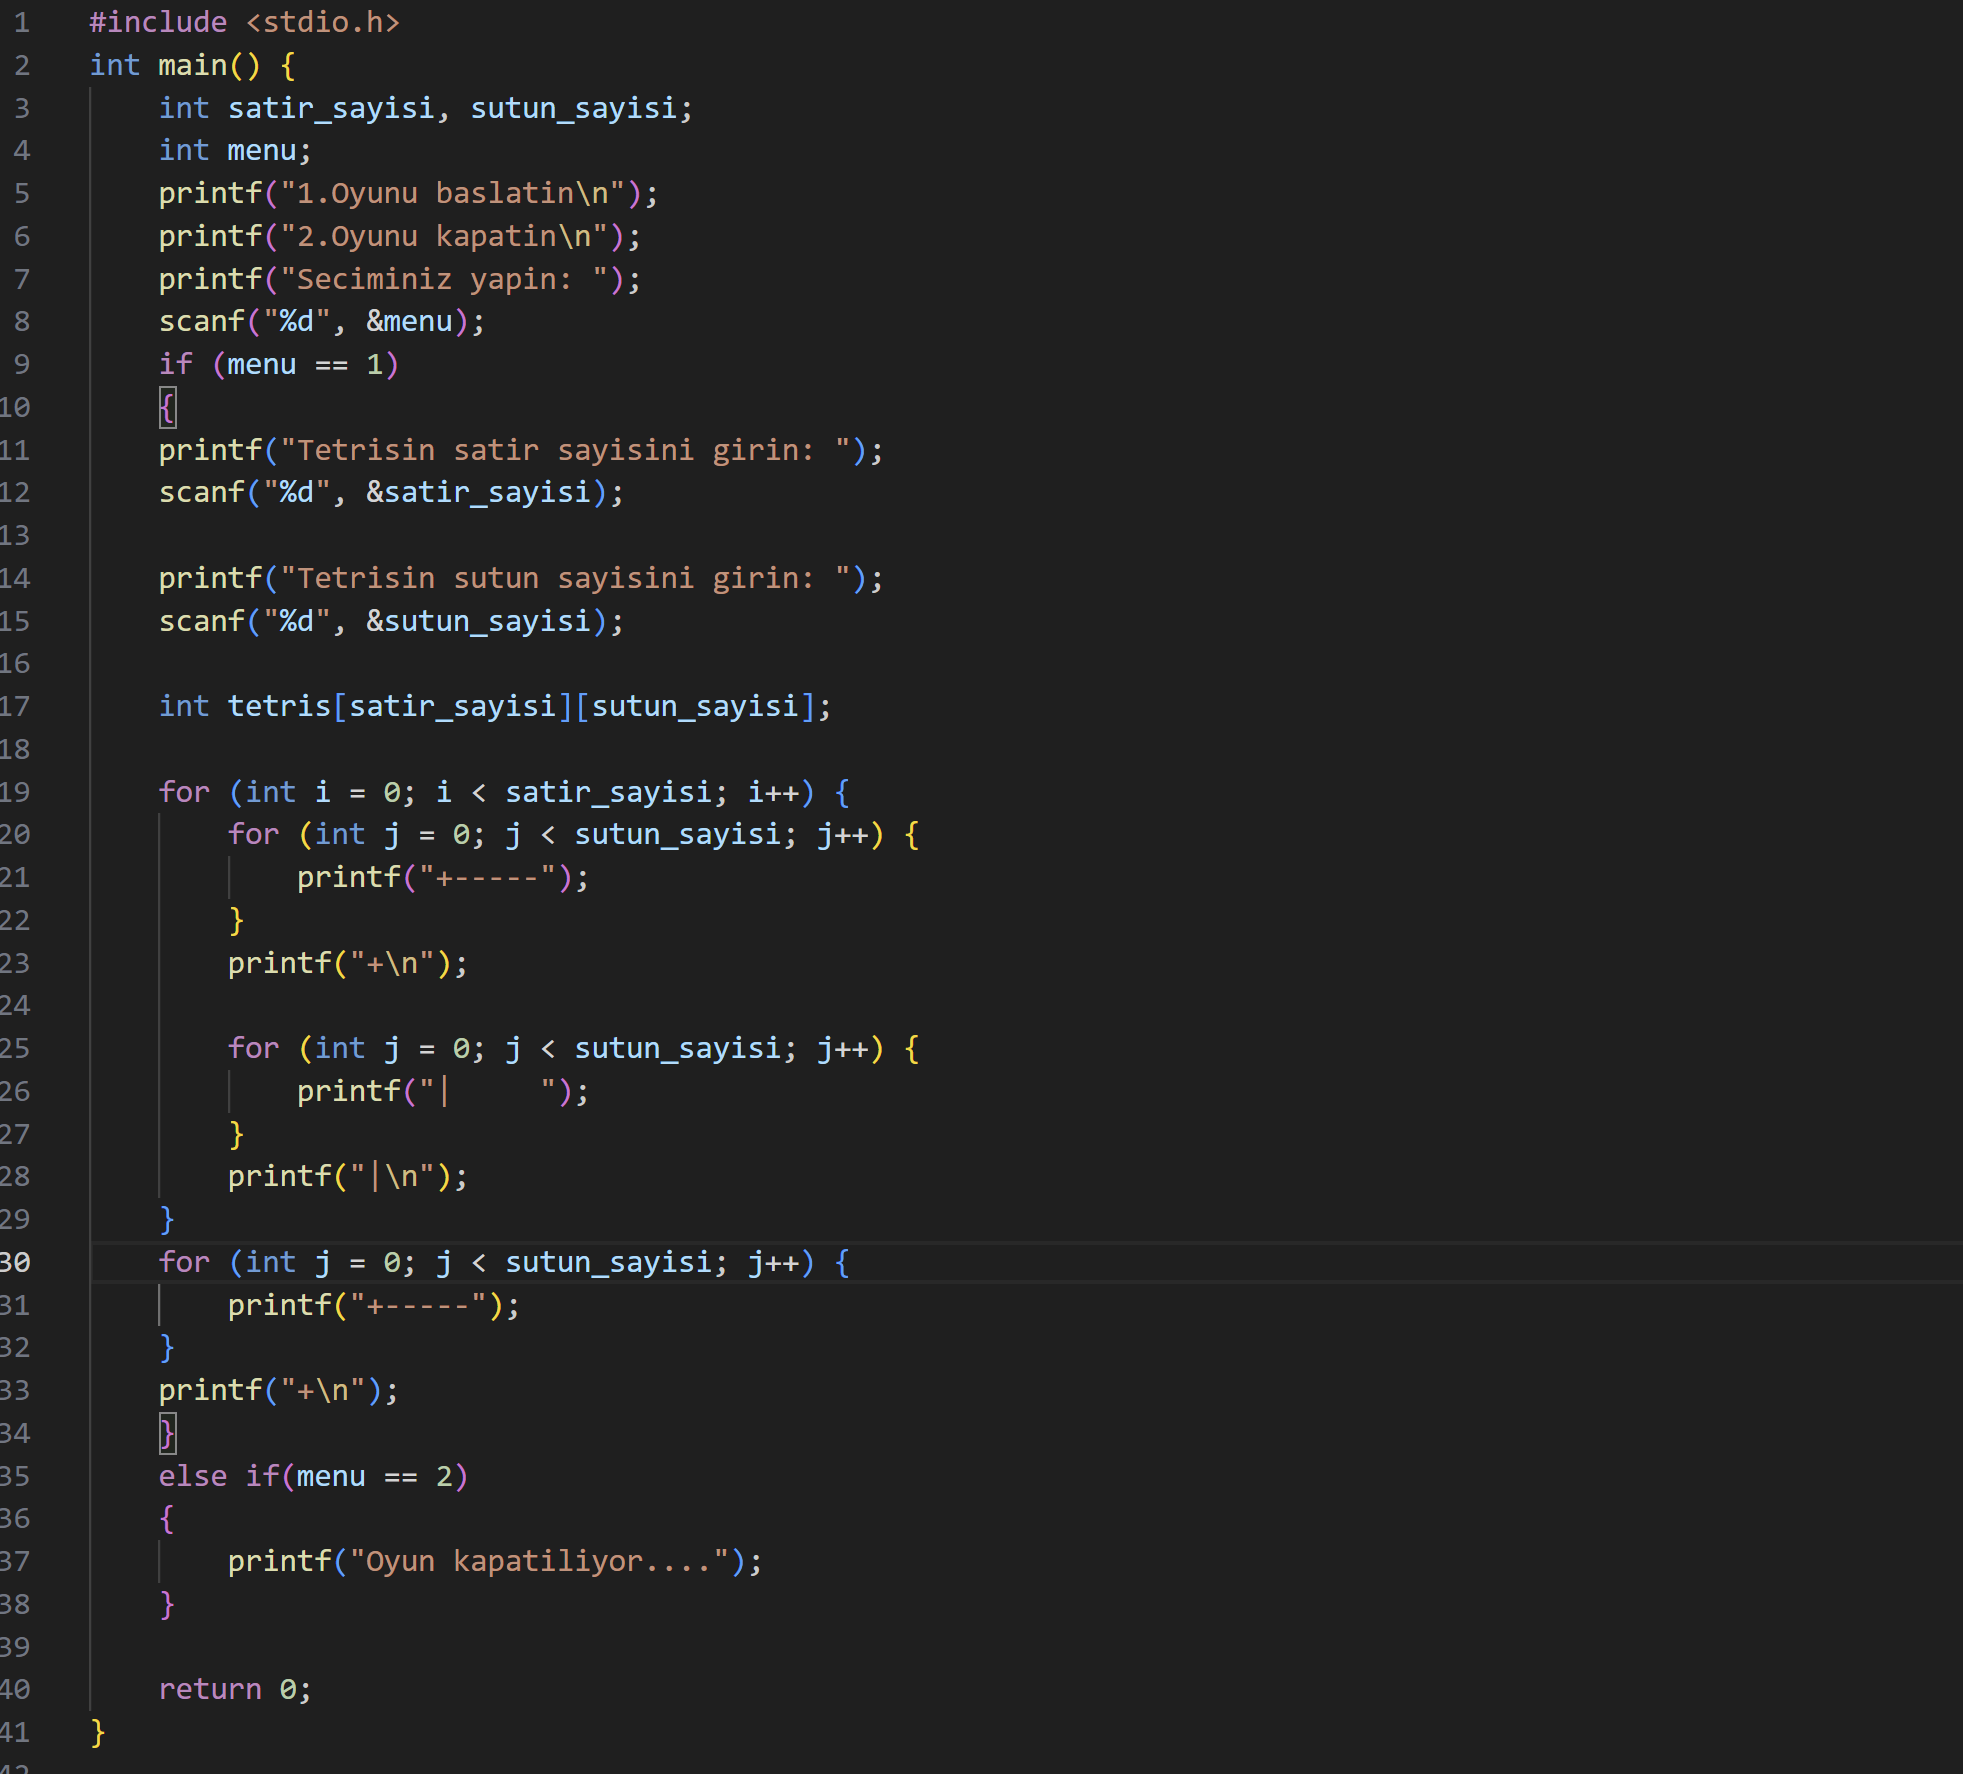 1 #include <stdio.h>
2 int main() {
3 int satir_sayisi, sutun_sayisi;
4 int menu;
5 printf("1.Oyunu baslatin\n");
6 printf("2.Oyunu kapatin\n");
7 printf("Seciminiz yapin: ");
8 scanf("%d", &menu);
9 if (menu == 1)
10 {
11 printf("Tetrisin satir sayisini girin: ");
12 scanf("%d", &satir_sayisi);
13
14 printf("Tetrisin sutun sayisini girin: ");
15 scanf("%d", &sutun_sayisi);
16
17 int tetris[satir_sayisi][sutun_sayisi];
18
19 for (int i = 0; i < satir_sayisi; i++) {
20 for (int j = 0; j < sutun_sayisi; j++) {
21 printf("+-----");
22 }
23 printf("+\n");
24
25 for (int j = 0; j < sutun_sayisi; j++) {
26 printf("|     ");
27 }
28 printf("|\n");
29 }
30 for (int j = 0; j < sutun_sayisi; j++) {
31 printf("+-----");
32 }
33 printf("+\n");
34 }
35 else if(menu == 2)
36 {
37 printf("Oyun kapatiliyor....");
38 }
39
40 return 0;
41 }
42